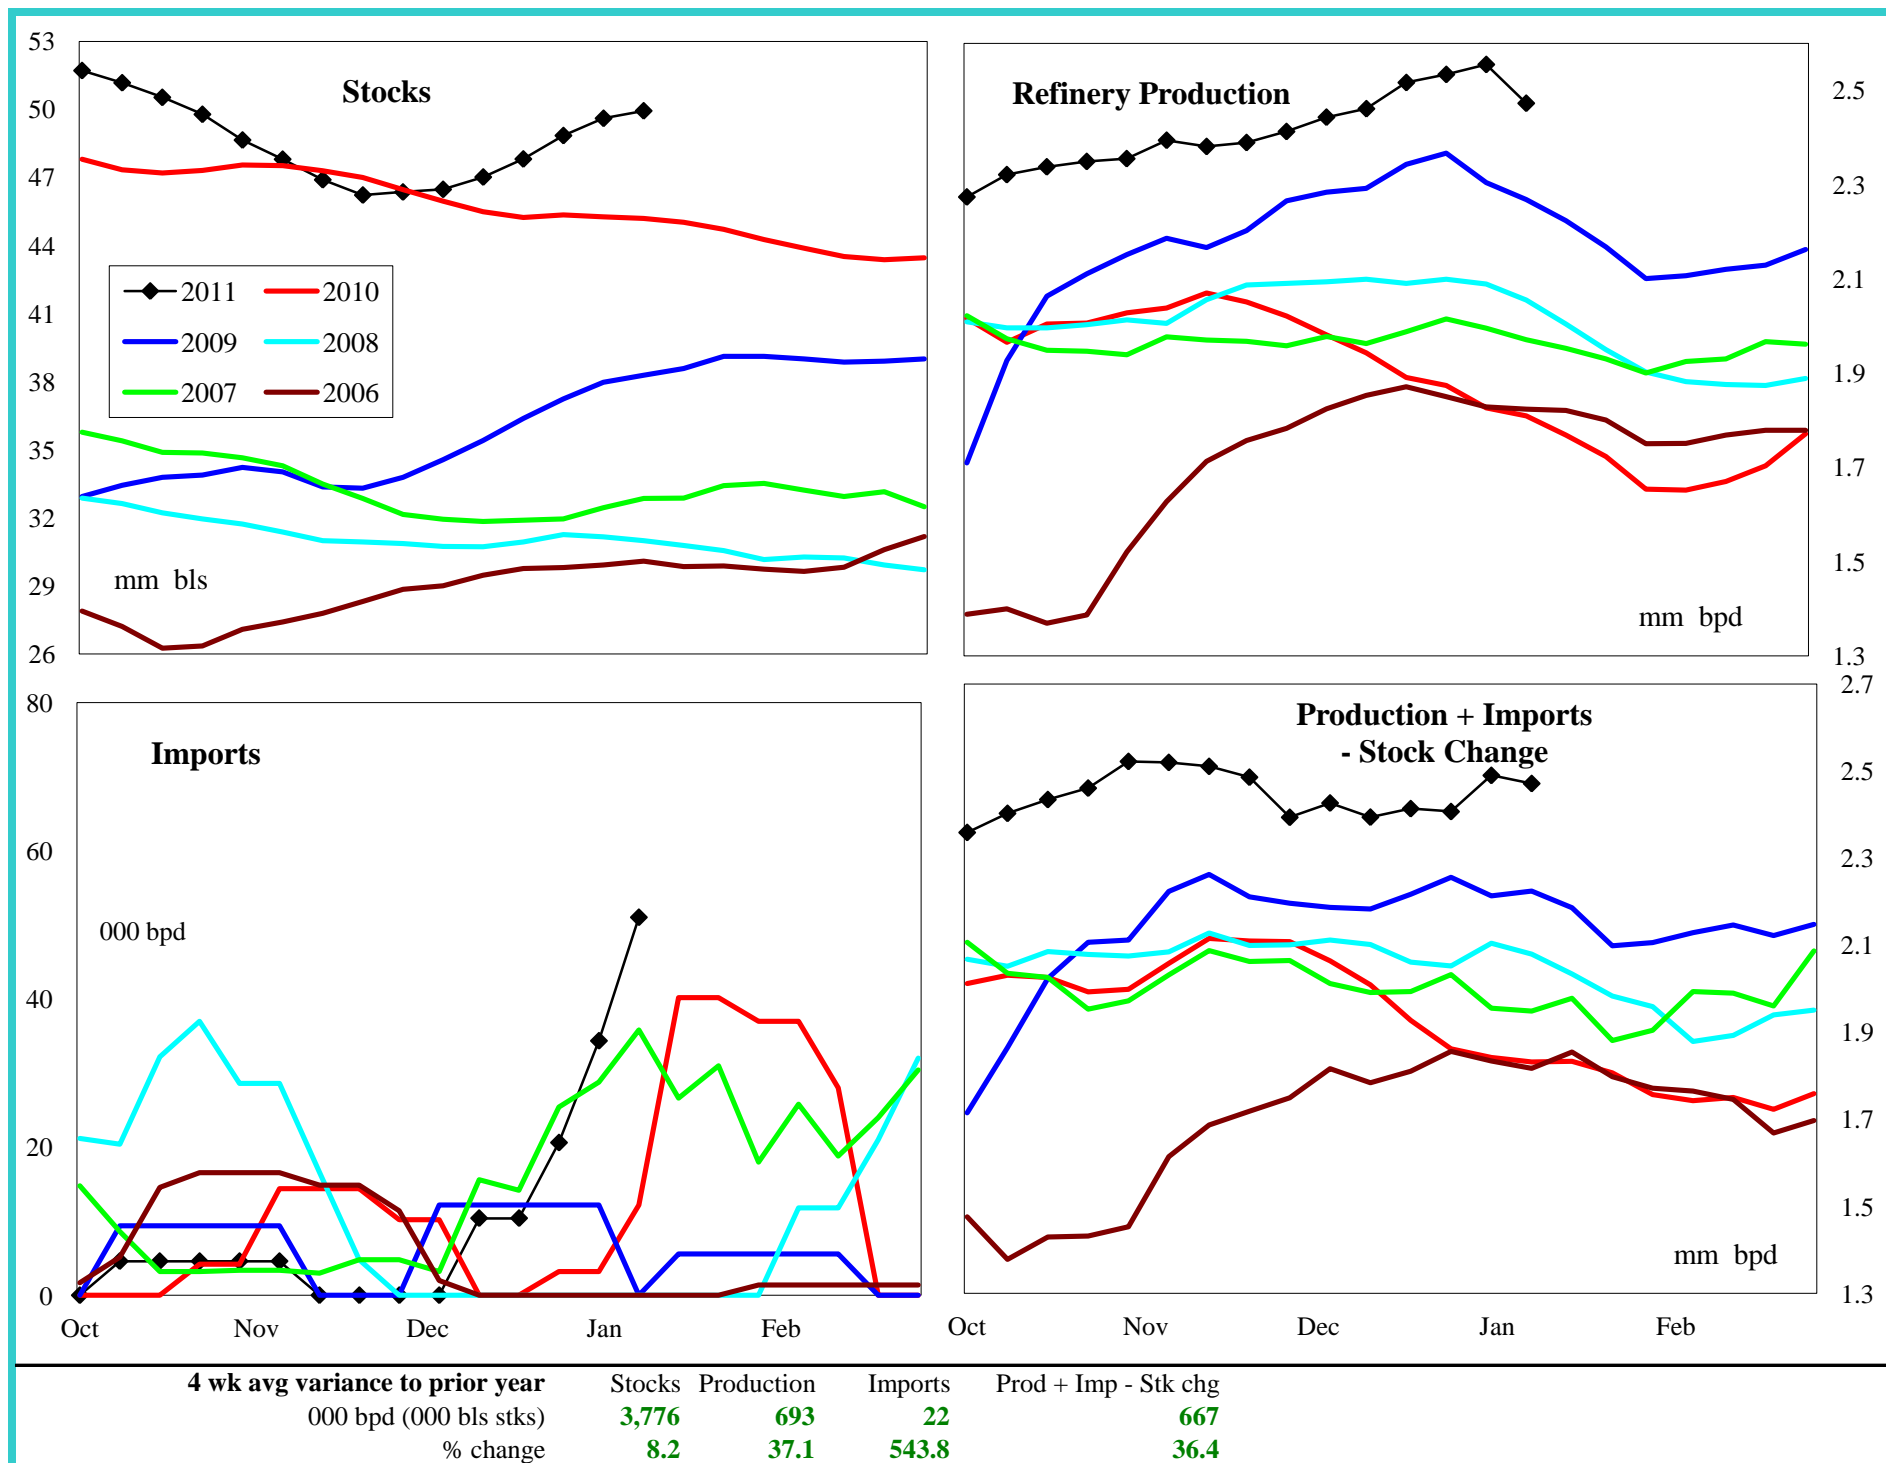 53
50
47
44
41
38
35
32
29
26
Stocks
2011 2010
2009 2008
2007 2006
mm bls
Refinery Production
mm bpd
2.5
2.3
2.1
1.9
1.7
1.5
1.3
80
60
40
20
0
Imports
000 bpd
Oct Nov Dec Jan Feb
Production + Imports
- Stock Change
mm bpd
2.7
2.5
2.3
2.1
1.9
1.7
1.5
1.3
Oct Nov Dec Jan Feb
4 wk avg variance to prior year Stocks Production Imports Prod + Imp - Stk chg
000 bpd (000 bls stks) 3,776 693 22 667
% change 8.2 37.1 543.8 36.4